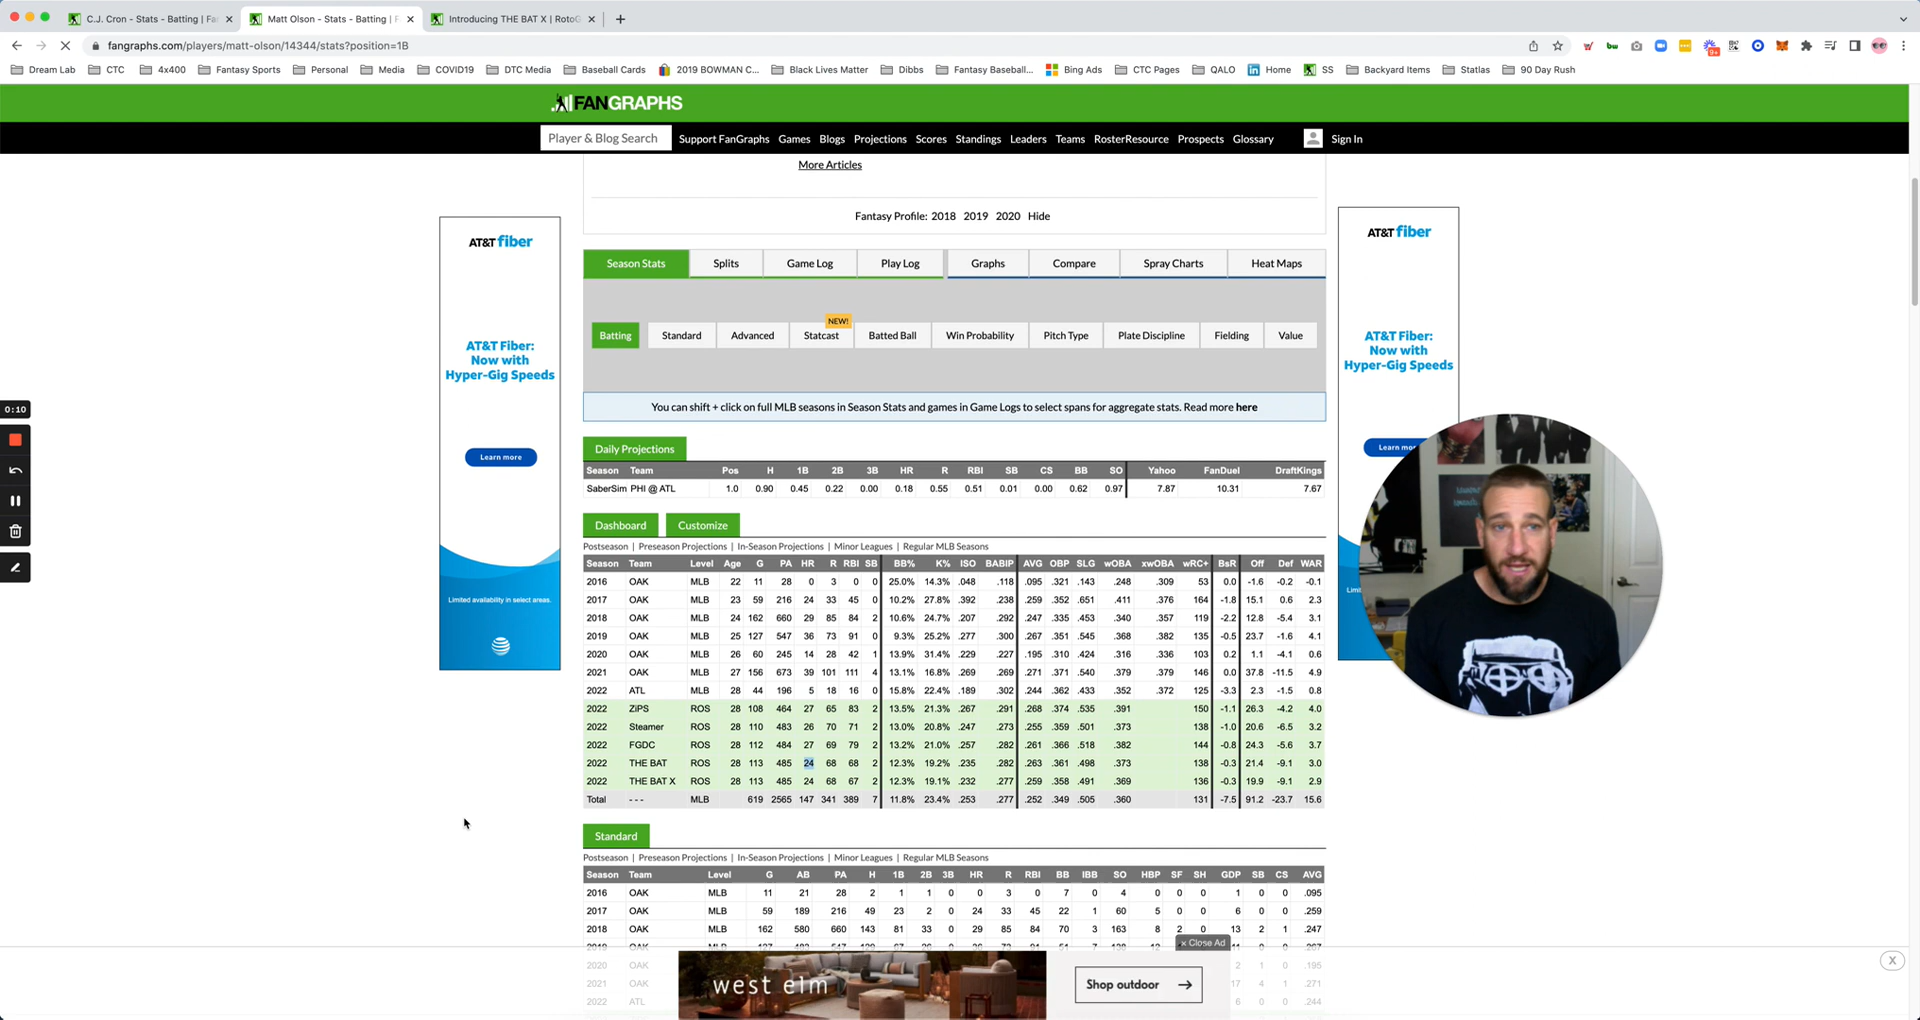 C.J. Cron - Stats - Batting | Fa
Matt Olson - Stats - Batting | F
Introducing THE BAT X | RotoG
fangraphs.com/players/matt-olson/14344/stats?position=1B
Dream Lab CTC 4x400 Fantasy Sports Personal Media COVID19 DTC Media Baseball Cards 2019 BOWMAN C... Black Lives Matter Dibbs Fantasy Baseball... Bing Ads CTC Pages QALO Home SS Backyard Items Statlas 90 Day Rush
FANGRAPHS
Player & Blog Search Support FanGraphs Games Blogs Projections Scores Standings Leaders Teams RosterResource Prospects Glossary Sign In
More Articles
Fantasy Profile: 2018 2019 2020 Hide
Season Stats Splits Game Log Play Log Graphs Compare Spray Charts Heat Maps
NEW!
Batting Standard Advanced Statcast Batted Ball Win Probability Pitch Type Plate Discipline Fielding Value
You can shift + click on full MLB seasons in Season Stats and games in Game Logs to select spans for aggregate stats. Read more here
Daily Projections
Season Team Pos H 1B 2B 3B HR R RBI SB CS BB SO Yahoo FanDuel DraftKings
SaberSim PHI @ ATL 1.0 0.90 0.45 0.22 0.00 0.18 0.55 0.51 0.01 0.00 0.62 0.97 7.87 10.31 7.67
Dashboard Customize
Postseason | Preseason Projections | In-Season Projections | Minor Leagues | Regular MLB Seasons
Season Team Level Age G PA HR R RBI SB BB% K% ISO BABIP AVG OBP SLG wOBA xwOBA wRC+ BsR Off Def WAR
2016 OAK MLB 22 11 28 0 3 0 0 25.0% 14.3% .048 .118 .095 .321 .143 .248 .309 53 0.0 -1.6 -0.2 -0.1
2017 OAK MLB 23 59 216 24 33 45 0 10.2% 27.8% .392 .238 .259 .352 .651 .411 .376 164 -1.8 15.1 0.6 2.3
2018 OAK MLB 24 162 660 29 85 84 2 10.6% 24.7% .207 .292 .247 .335 .453 .340 .357 119 -2.2 12.8 -5.4 3.1
2019 OAK MLB 25 127 547 36 73 91 0 9.3% 25.2% .277 .300 .267 .351 .545 .368 .382 135 -0.5 23.7 -1.6 4.1
2020 OAK MLB 26 60 245 14 28 42 1 13.9% 31.4% .229 .227 .195 .310 .424 .316 .336 103 0.2 1.1 -4.1 0.6
2021 OAK MLB 27 156 673 39 101 111 4 13.1% 16.8% .269 .269 .271 .371 .540 .379 .379 146 0.0 37.8 -11.5 4.9
2022 ATL MLB 28 44 196 5 18 16 0 15.8% 22.4% .189 .302 .244 .362 .433 .352 .372 125 -3.3 2.3 -1.5 0.8
2022 ZiPS ROS 28 108 464 27 65 83 2 13.5% 21.3% .267 .291 .268 .374 .535 .391 150 -1.1 26.3 -4.2 4.0
2022 Steamer ROS 28 110 483 26 70 71 2 13.0% 20.8% .247 .273 .255 .359 .501 .373 138 -1.0 20.6 -6.5 3.2
2022 FGDC ROS 28 112 484 27 69 79 2 13.2% 21.0% .257 .282 .261 .366 .518 .382 144 -0.8 24.3 -5.6 3.7
2022 THE BAT ROS 28 113 485 24 68 68 2 12.3% 19.2% .235 .282 .263 .361 .498 .373 138 -0.3 21.4 -9.1 3.0
2022 THE BAT X ROS 28 113 485 24 68 67 2 12.3% 19.1% .232 .277 .259 .358 .491 .369 136 -0.3 19.9 -9.1 2.9
Total - - - MLB 619 2565 147 341 389 7 11.8% 23.4% .253 .277 .252 .349 .505 .360 131 -7.5 91.2 -23.7 15.6
Standard
Postseason | Preseason Projections | In-Season Projections | Minor Leagues | Regular MLB Seasons
Season Team Level G AB PA H 1B 2B 3B HR R RBI BB IBB SO HBP SF SH GDP SB CS AVG
2016 OAK MLB 11 21 28 2 1 1 0 0 3 0 7 0 4 0 0 0 1 0 0 .095
2017 OAK MLB 59 189 216 49 23 2 0 24 33 45 22 1 60 5 0 0 6 0 0 .259
2018 OAK MLB 162 580 660 143 81 33 0 29 85 84 70 3 163 8 2 0 13 2 1 .247
× Close Ad
2020 OAK 2 1 0 .195
2021 OAK 17 4 1 .271
2022 ATL 6 0 0 .244
west elm
Shop outdoor →
X
AT&T fiber
AT&T Fiber:
Now with
Hyper-Gig Speeds
Learn more
Limited availability in select areas.
AT&T fiber
AT&T Fiber:
Now with
Hyper-Gig Speeds
Learn mo
0:10
9+